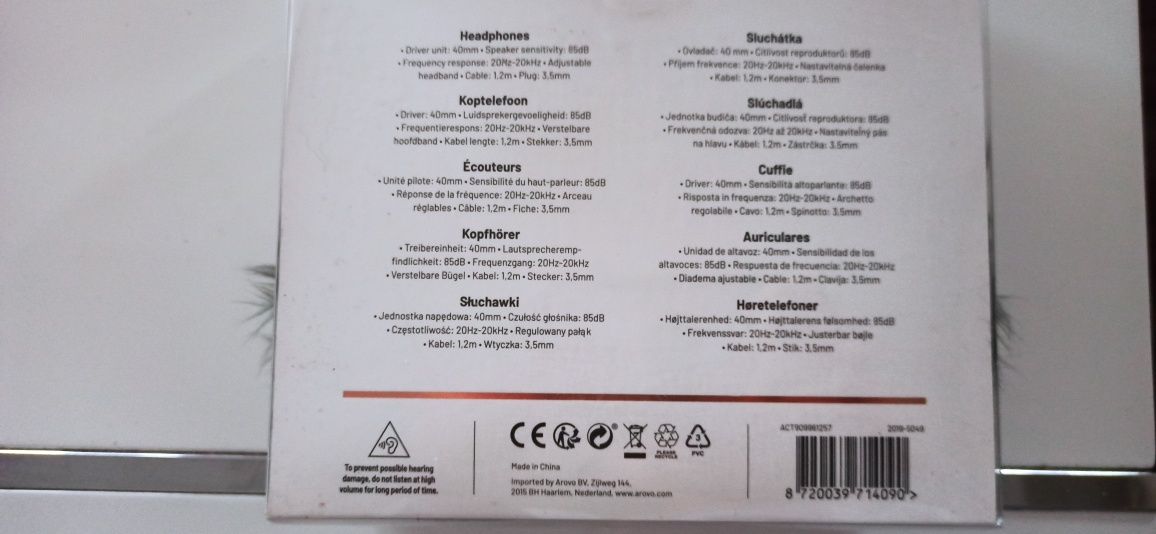 Headphones
• Driver unit: 40mm • Speaker sensitivity: 85dB
• Frequency response: 20Hz-20kHz • Adjustable
headband • Cable: 1,2m • Plug: 3,5mm
Koptelefoon
• Driver: 40mm • Luidsprekergevoeligheid: 85dB
• Frequentierespons: 20Hz-20kHz • Verstelbare
hoofdband • Kabel lengte: 1,2m • Stekker: 3,5mm
Écouteurs
• Unité pilote: 40mm • Sensibilité du haut-parleur: 85dB
• Réponse de la fréquence: 20Hz-20kHz • Arceau
réglables • Câble: 1,2m • Fiche: 3,5mm
Kopfhörer
• Treibereinheit: 40mm • Lautsprecheremp-
findlichkeit: 85dB • Frequenzgang: 20Hz-20kHz
• Verstelbare Bügel • Kabel: 1,2m • Stecker: 3,5mm
Słuchawki
• Jednostka napędowa: 40mm • Czułość głośnika: 85dB
• Częstotliwość: 20Hz-20kHz • Regulowany pałąk
• Kabel: 1,2m • Wtyczka: 3,5mm
Sluchátka
• Ovladač: 40 mm • Citlivost reproduktorů: 85dB
• Příjem frekvence: 20Hz-20kHz • Nastavitelná čelenka
• Kabel: 1,2m • Konektor: 3,5mm
Slúchadlá
• Jednotka budiča: 40mm • Citlivosť reproduktora: 85dB
• Frekvenčná odozva: 20Hz až 20kHz • Nastaviteľný pás
na hlavu • Kábel: 1,2m • Zástrčka: 3,5mm
Cuffie
• Driver: 40mm • Sensibilità altoparlante: 85dB
• Risposta in frequenza: 20Hz-20kHz • Archetto
regolabile • Cavo: 1,2m • Spinotto: 3,5mm
Auriculares
• Unidad de altavoz: 40mm • Sensibilidad de los
altavoces: 85dB • Respuesta de frecuencia: 20Hz-20kHz
• Diadema ajustable • Cable: 1,2m • Clavija: 3,5mm
Høretelefoner
• Højttalerenhed: 40mm • Højttalerens følsomhed: 85dB
• Frekvenssvar: 20Hz-20kHz • Justerbar bøjle
• Kabel: 1,2m • Stik: 3,5mm
To prevent possible hearing
damage, do not listen at high
volume for long period of time.
CE
PLEASE
RECYCLE
3
PVC
Made in China
Imported by Arovo BV, Zijlweg 144,
2015 BH Haarlem, Nederland, www.arovo.com
ACT909981257
2019-5049
8 720039 714090 >